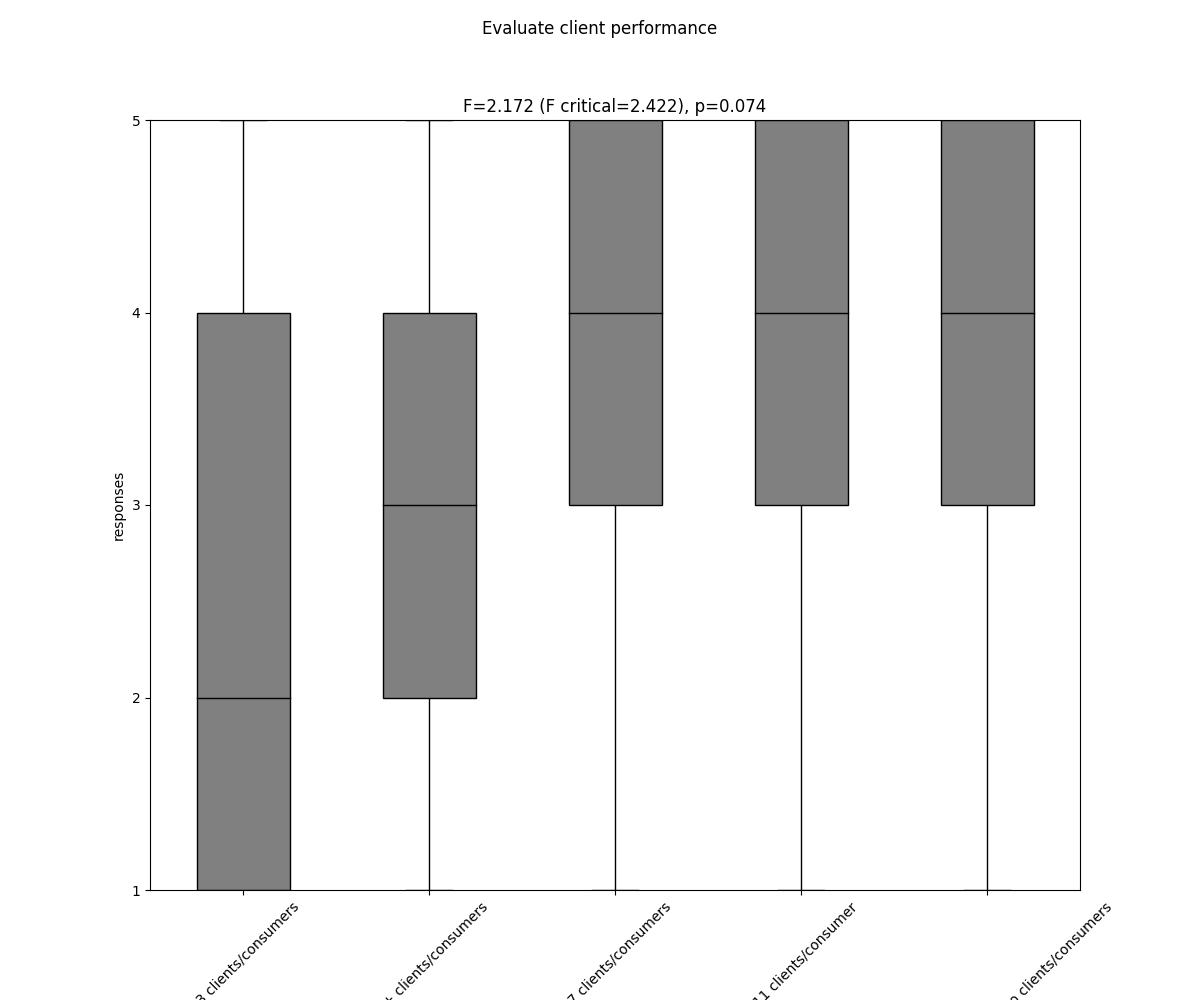 Evaluate client performance
F=2.172 (F critical=2.422), p=0.074
5
4
3
2
1
responses
3 clients/consumers
clients/consumers
7 clients/consumers
11 clients/consumer
clients/consumers